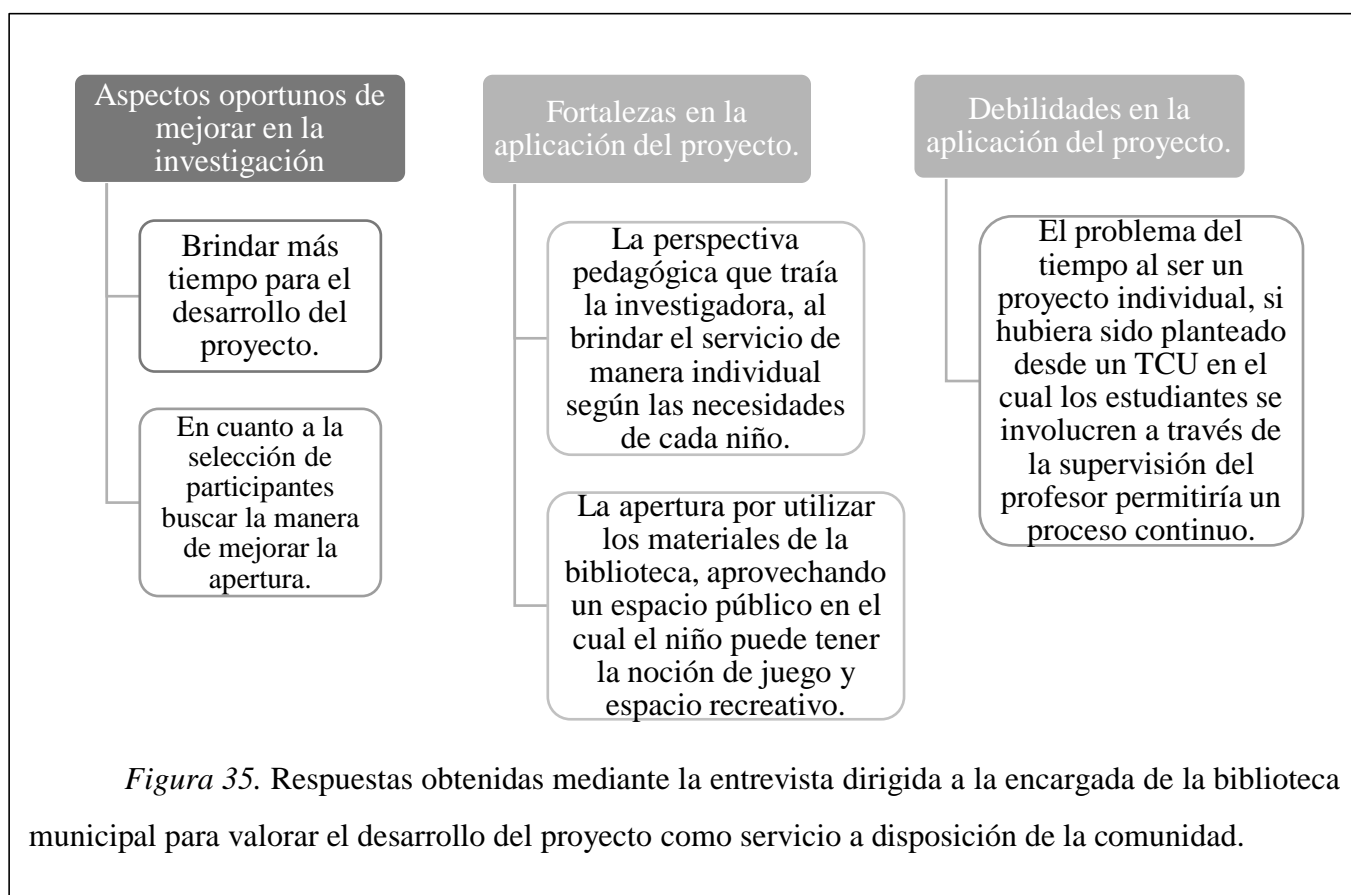 Aspectos oportunos de
mejorar en la
investigación
Brindar más
tiempo para el
desarrollo del
proyecto.
En cuanto a la
selección de
participantes
buscar la manera
de mejorar la
apertura.
Fortalezas en la
aplicación del proyecto.
La perspectiva
pedagógica que traía
la investigadora, al
brindar el servicio de
manera individual
según las necesidades
de cada niño.
La apertura por utilizar
los materiales de la
biblioteca, aprovechando
un espacio público en el
cual el niño puede tener
la noción de juego y
espacio recreativo.
Debilidades en la
aplicación del proyecto.
El problema del
tiempo al ser un
proyecto individual, si
hubiera sido planteado
desde un TCU en el
cual los estudiantes se
involucren a través de
la supervisión del
profesor permitiría un
proceso continuo.
Figura 35. Respuestas obtenidas mediante la entrevista dirigida a la encargada de la biblioteca
municipal para valorar el desarrollo del proyecto como servicio a disposición de la comunidad.